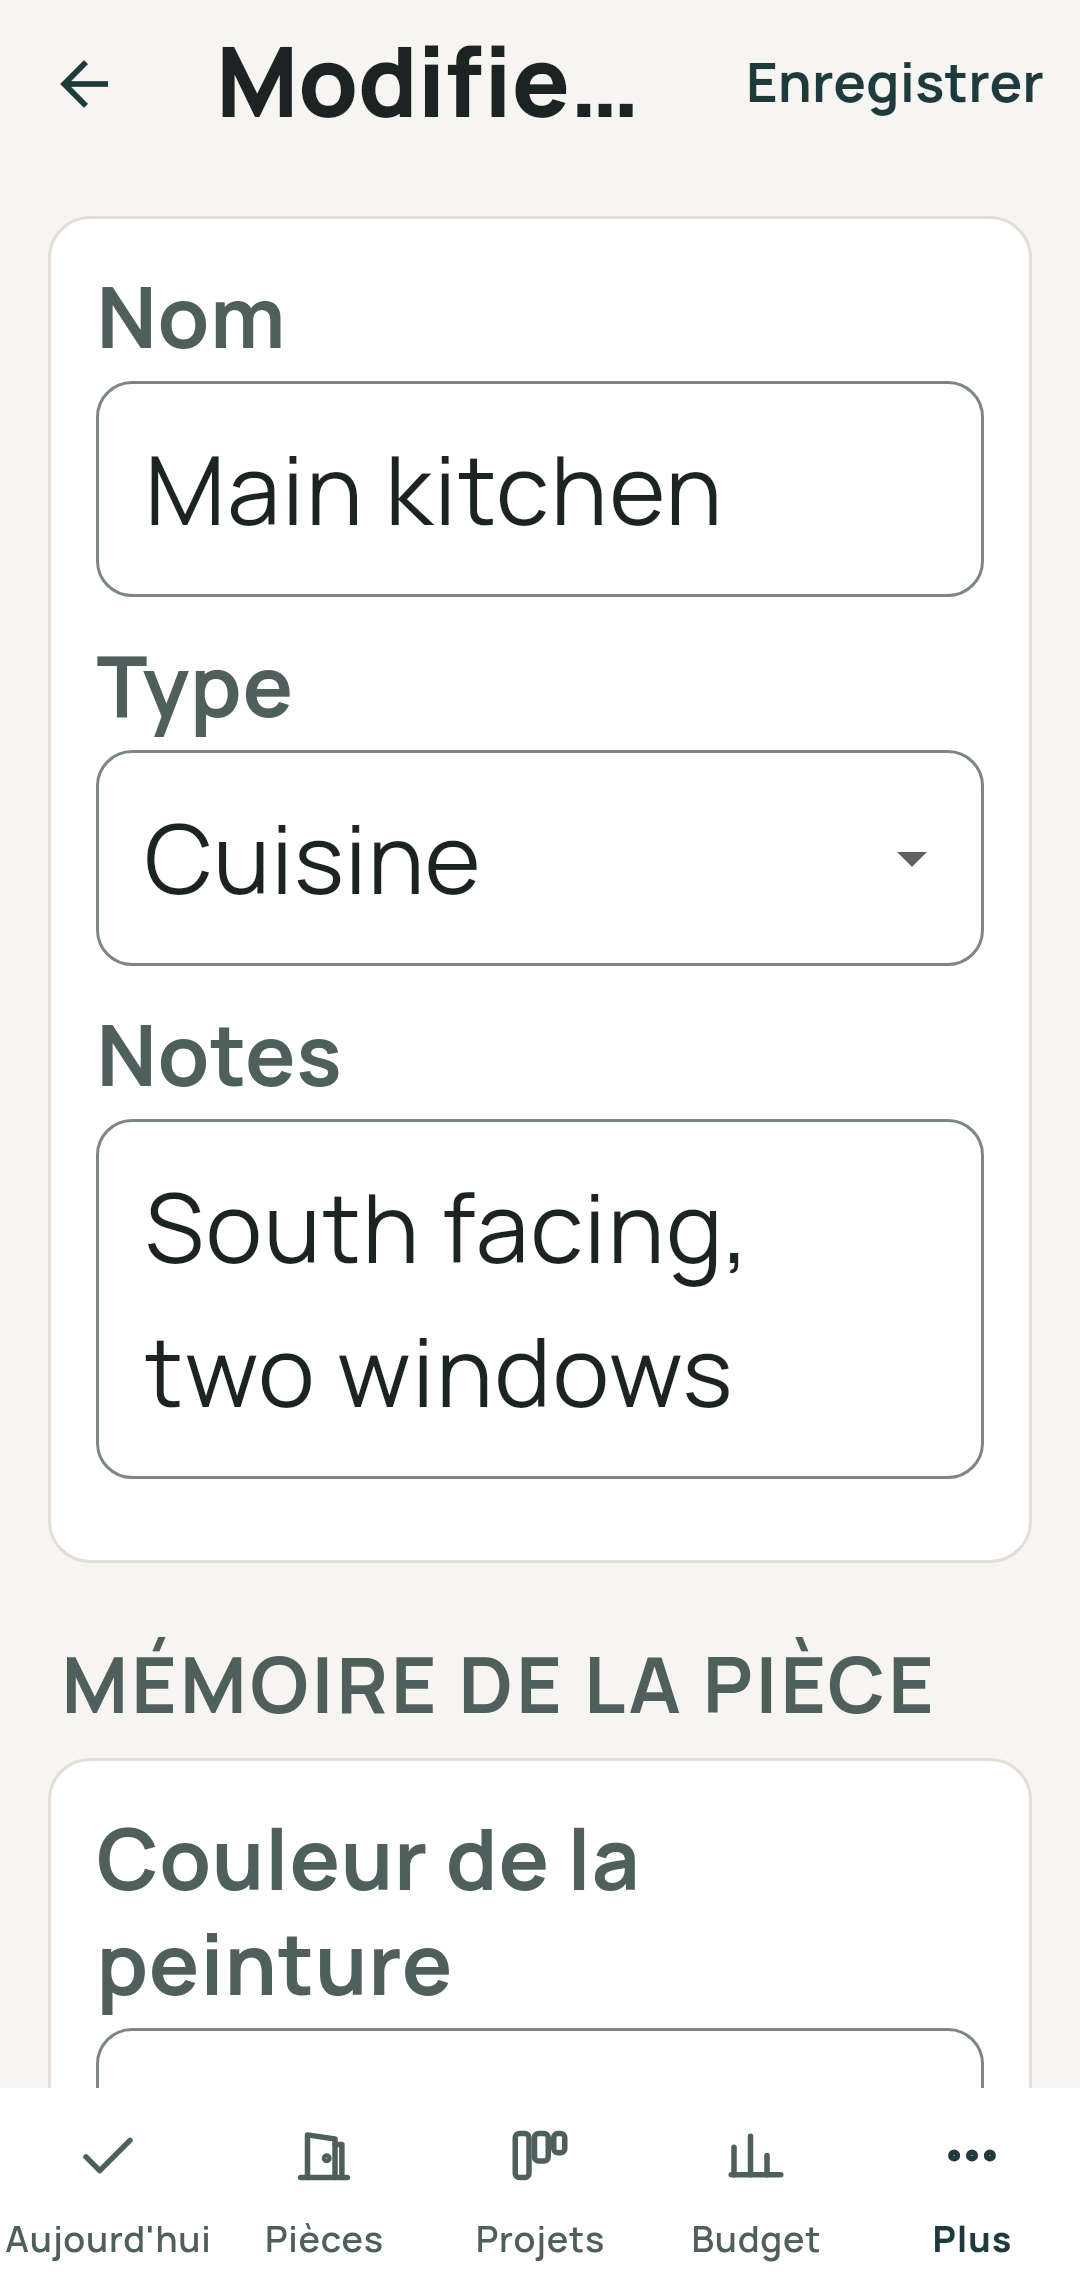 Modifie...
Enregistrer
Nom
Main kitchen
Type
Cuisine
Notes
South facing,
two windows
MÉMOIRE DE LA PIÈCE
Couleur de la
peinture
Aujourd'hui
Pièces
Projets
Budget
Plus